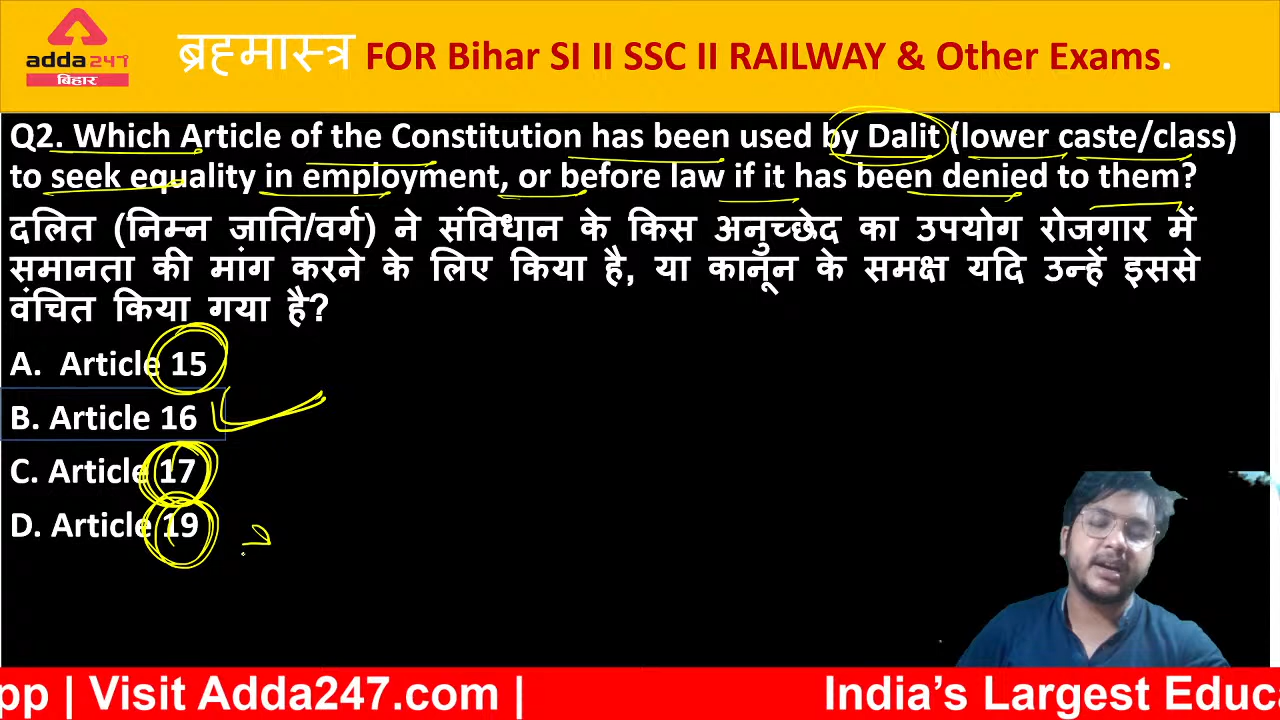 adda247
बिहार
ब्रह्मास्त्र FOR Bihar SI II SSC II RAILWAY & Other Exams.
Q2. Which Article of the Constitution has been used by Dalit (lower caste/class)
to seek equality in employment, or before law if it has been denied to them?
दलित (निम्न जाति/वर्ग) ने संविधान के किस अनुच्छेद का उपयोग रोजगार में
समानता की मांग करने के लिए किया है, या कानून के समक्ष यदि उन्हें इससे
वंचित किया गया है?
A. Article 15
B. Article 16
C. Article 17
D. Article 19
pp | Visit Adda247.com | India's Largest Educa